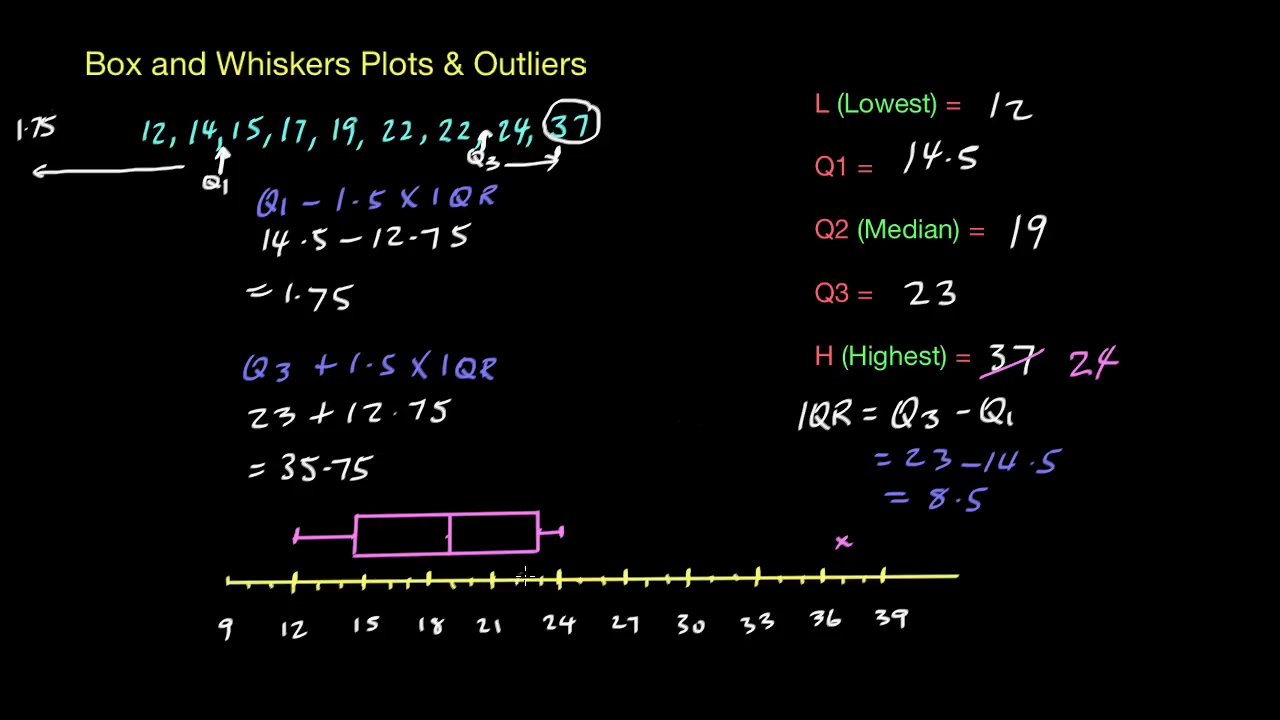 Box and Whiskers Plots & Outliers
1.75
12, 14, 15, 17, 19, 22, 22, 24, 37
Q1
Q3
Q1 - 1.5 X IQR
14.5 - 12.75
= 1.75
Q3 + 1.5 X IQR
23 + 12.75
= 35.75
L (Lowest) = 12
Q1 = 14.5
Q2 (Median) = 19
Q3 = 23
H (Highest) = 37 24
IQR = Q3 - Q1
= 23 - 14.5
= 8.5
x
9 12 15 18 21 24 27 30 33 36 39